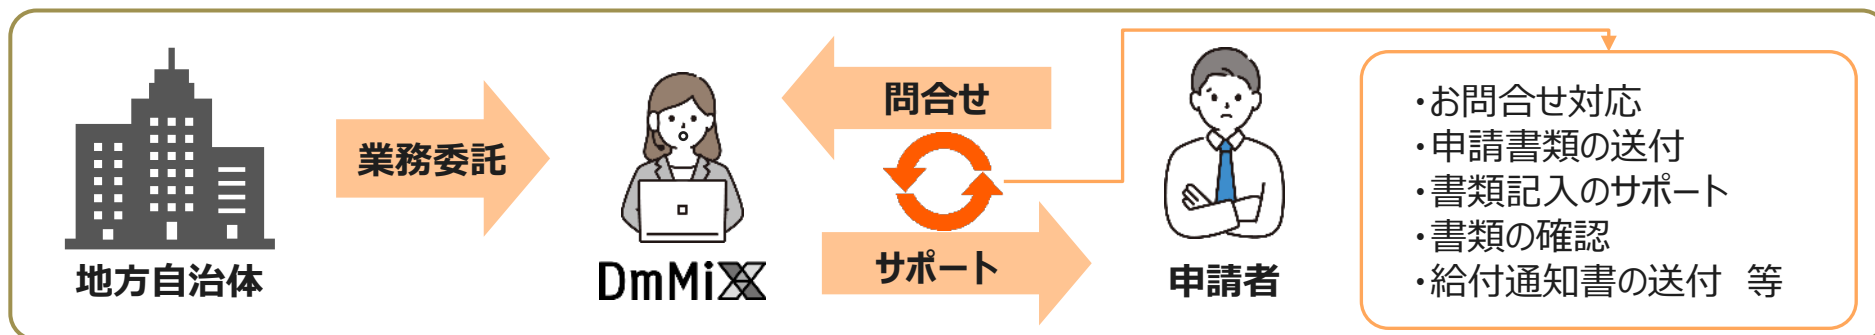 地方自治体
業務委託
DmMiX
問合せ
サポート
申請者
・お問合せ対応
・申請書類の送付
・書類記入のサポート
・書類の確認
・給付通知書の送付　等